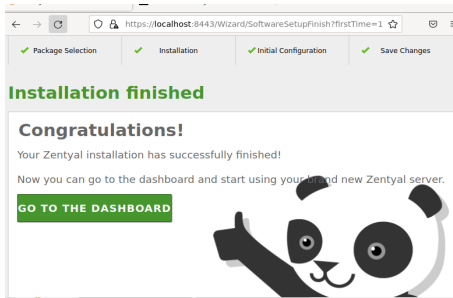 https://localhost:8443/Wizard/SoftwareSetupFinish?firstTime=1
Package Selection
Installation
Initial Configuration
Save Changes
Installation finished
Congratulations!
Your Zentyal installation has successfully finished!
Now you can go to the dashboard and start using your brand new Zentyal server.
GO TO THE DASHBOARD